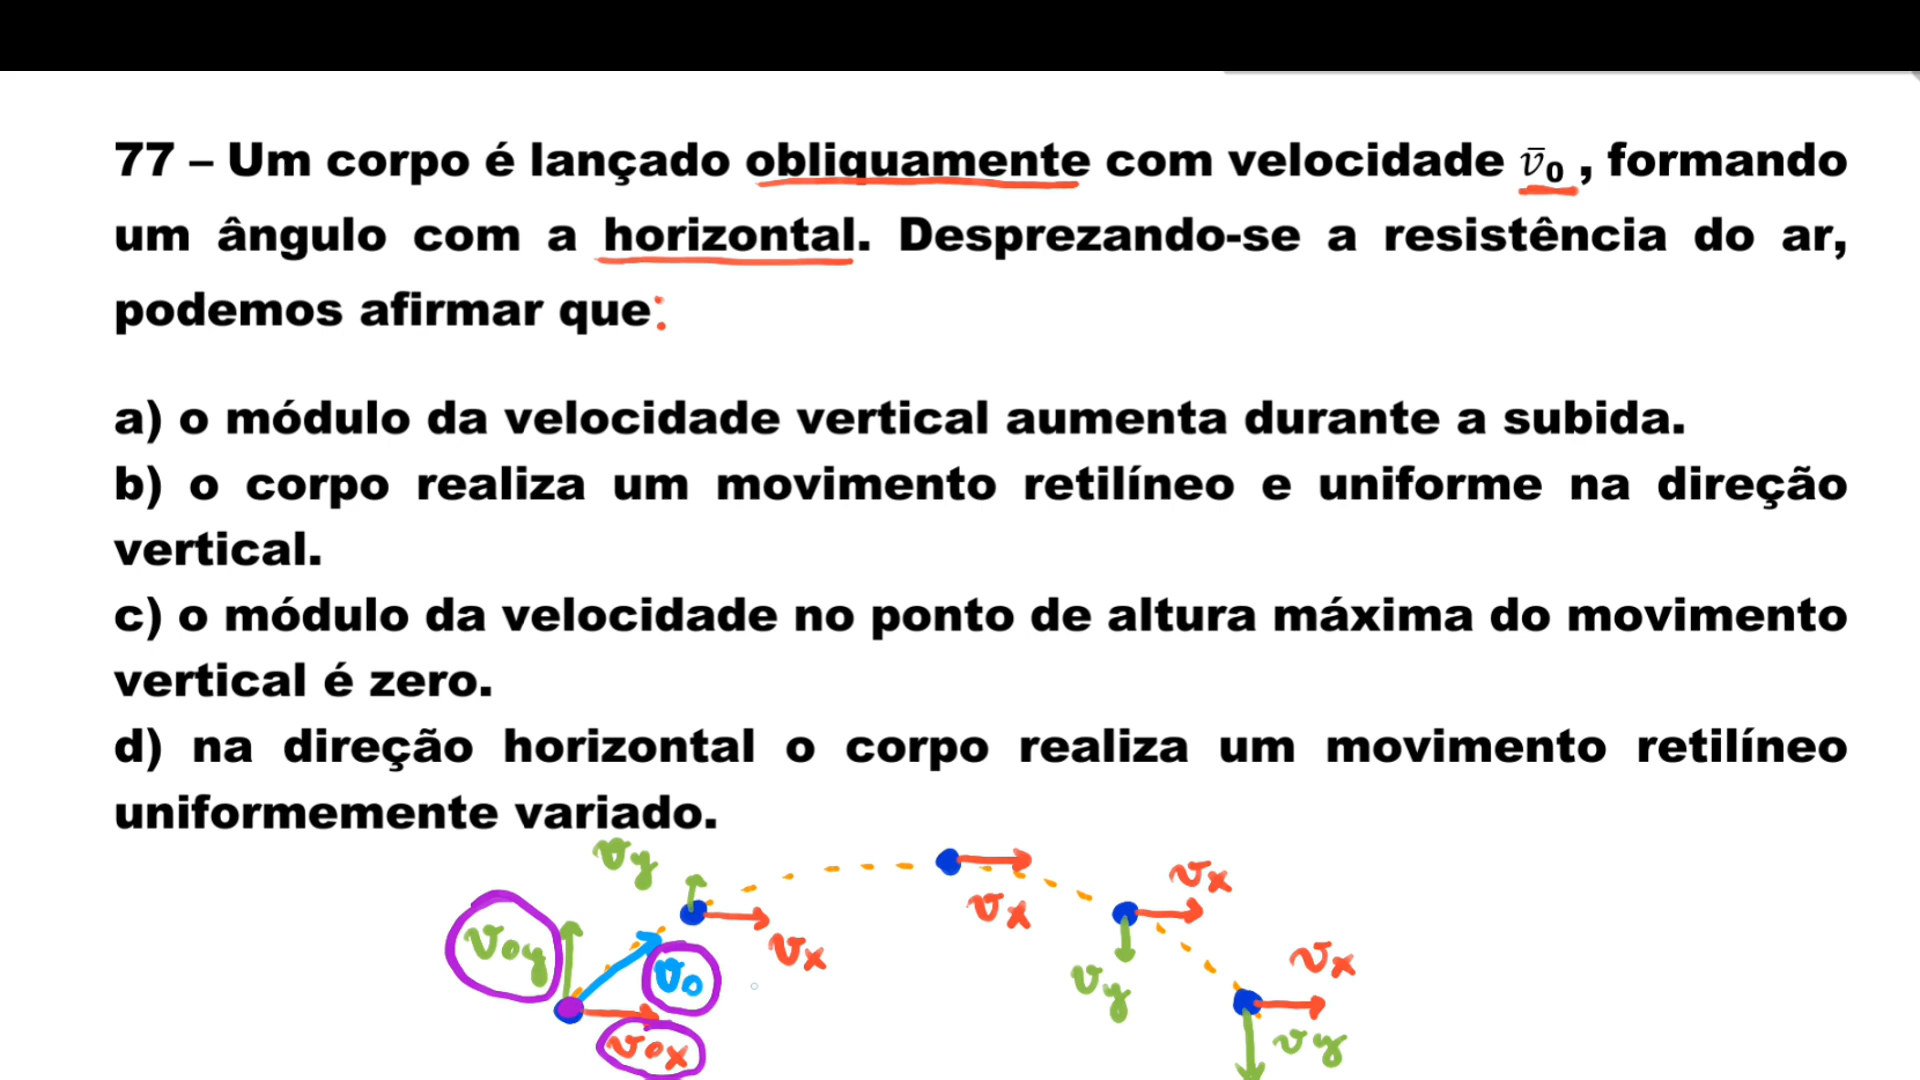 77 – Um corpo é lançado obliquamente com velocidade v̄₀ , formando
um ângulo com a horizontal. Desprezando-se a resistência do ar,
podemos afirmar que:
a) o módulo da velocidade vertical aumenta durante a subida.
b) o corpo realiza um movimento retilíneo e uniforme na direção
vertical.
c) o módulo da velocidade no ponto de altura máxima do movimento
vertical é zero.
d) na direção horizontal o corpo realiza um movimento retilíneo
uniformemente variado.
vy
vx
vx
v0y
vx
vx
v0
vy
vy
v0x